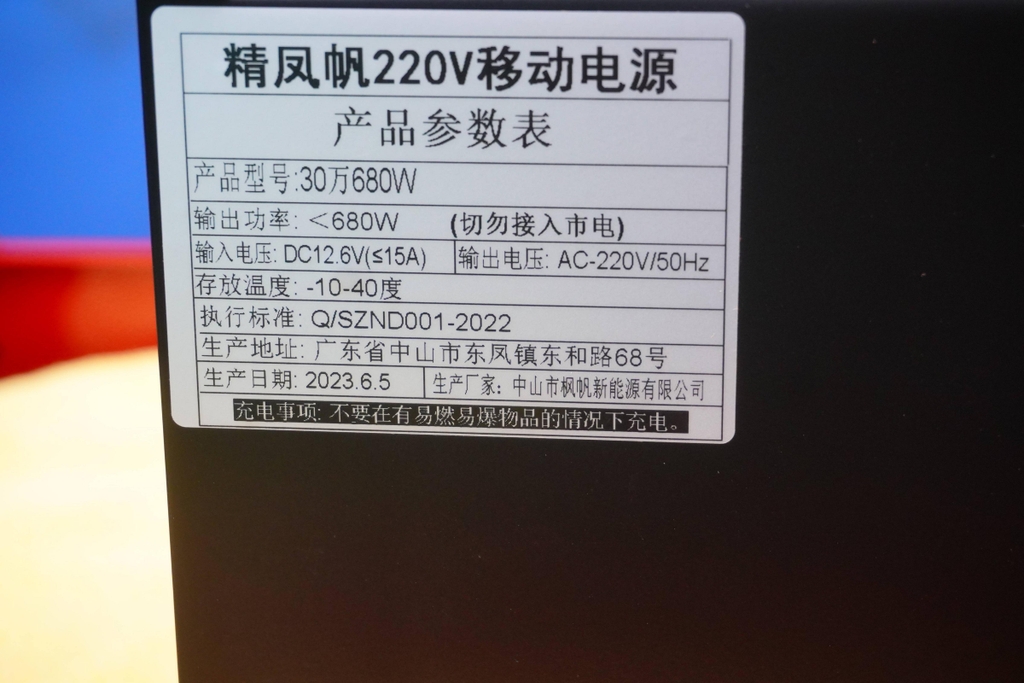 精凤帆220V移动电源
产品参数表
产品型号:30万680W
输出功率: <680W (切勿接入市电)
输入电压: DC12.6V(≤15A) 输出电压: AC-220V/50Hz
存放温度: -10-40度
执行标准: Q/SZND001-2022
生产地址: 广东省中山市东凤镇东和路68号
生产日期: 2023.6.5 生产厂家: 中山市枫帆新能源有限公司
充电事项: 不要在有易燃易爆物品的情况下充电。